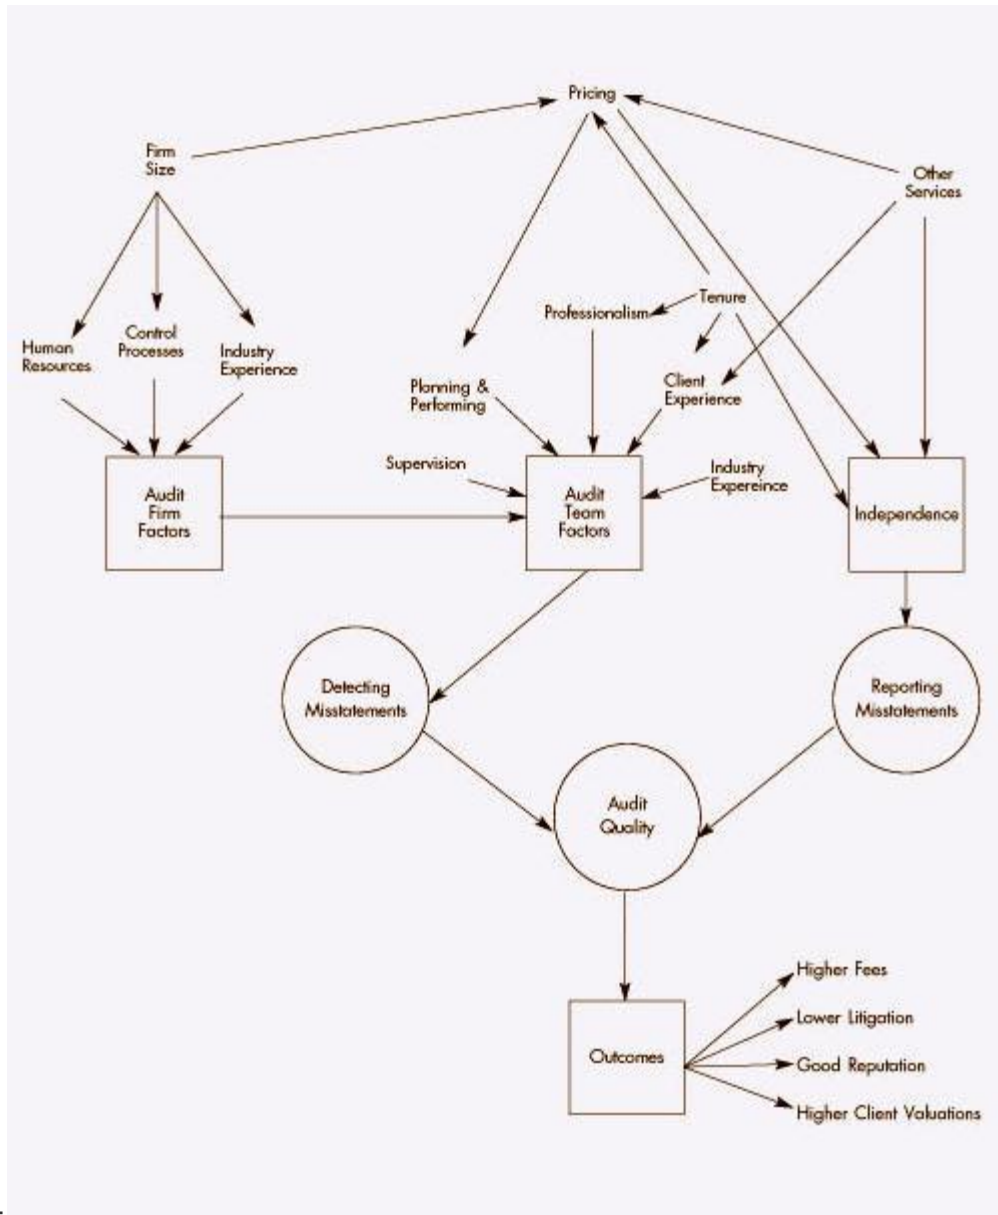 Pricing
Firm
Size
Other
Services
Tenure
Professionalism
Human
Resources
Control
Processes
Industry
Experience
Planning &
Performing
Client
Experience
Supervision
Industry
Expereince
Audit
Firm
Factors
Audit
Team
Factors
Independence
Detecting
Misstatements
Reporting
Misstatements
Audit
Quality
Outcomes
Higher Fees
Lower Litigation
Good Reputation
Higher Client Valuations